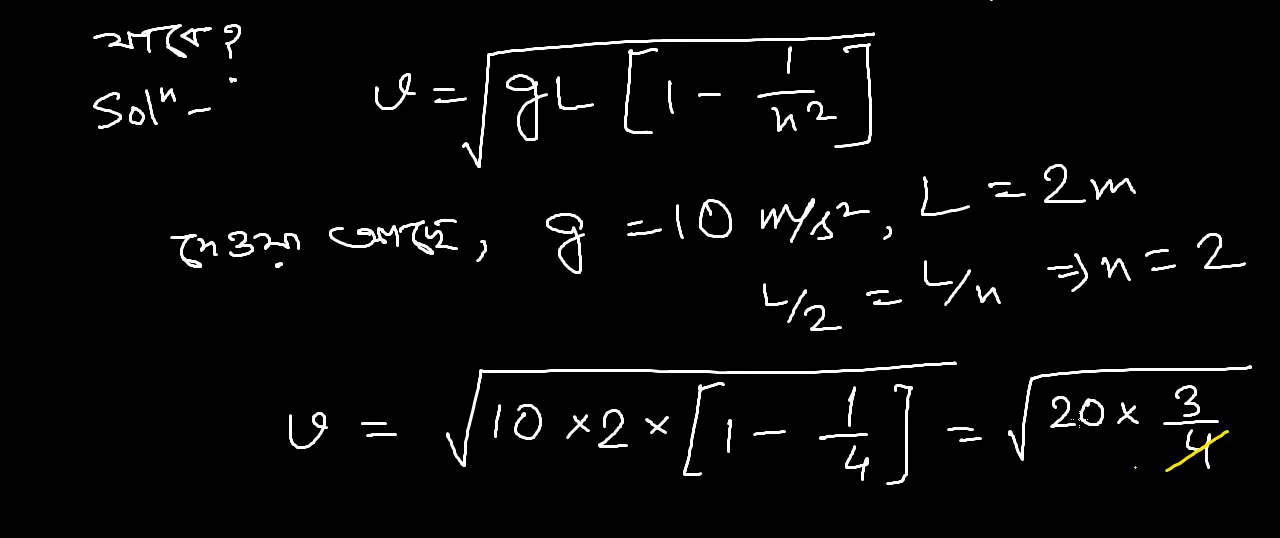 যাবে?
Solⁿ - v = √gL [1 - 1/n²]
দেওয়া আছে, g = 10 m/s², L = 2m
L/2 = L/n ⇒ n = 2
v = √10 × 2 × [1 - 1/4] = √20 × 3/4